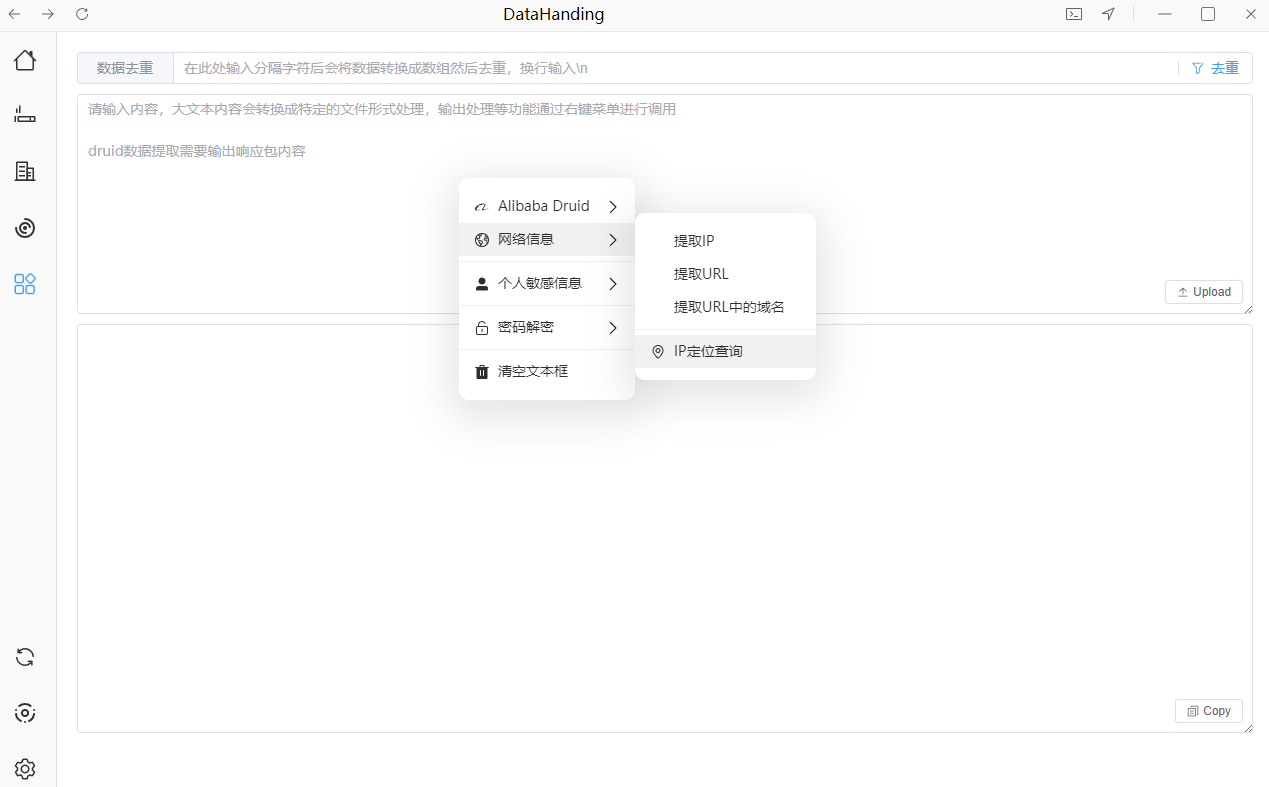 DataHanding
数据去重 在此处输入分隔字符后会将数据转换成数组然后去重，换行输入\n 去重
请输入内容，大文本内容会转换成特定的文件形式处理，输出处理等功能通过右键菜单进行调用
druid数据提取需要输出响应包内容
Alibaba Druid
网络信息
个人敏感信息
密码解密
清空文本框
提取IP
提取URL
提取URL中的域名
IP定位查询
Upload
Copy